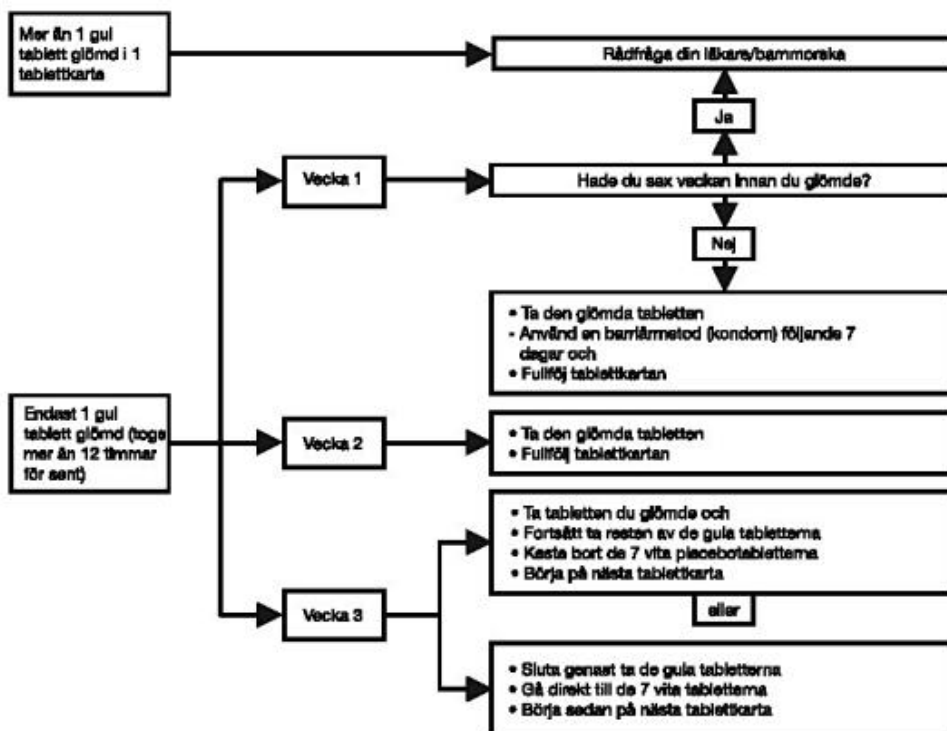 Mer än 1 gul
tablett glömd i 1
tablettkarta
Rådfråga din läkare/barnmorska
Ja
Vecka 1
Hade du sex veckan innan du glömde?
Nej
• Ta den glömda tabletten
- Använd en barriärmetod (kondom) följande 7
dagar och
• Fullföj tablettkartan
Endast 1 gul
tablett glömd (togs
mer än 12 timmar
för sent)
Vecka 2
• Ta den glömda tabletten
• Fullfölj tablettkartan
• Ta tabletten du glömde och
• Fortsätt ta resten av de gula tabletterna
• Kasta bort de 7 vita placebotabletterna
• Börja på nästa tablettkarta
Vecka 3
eller
• Sluta genast ta de gula tabletterna
• Gå direkt till de 7 vita tabletterna
• Börja sedan på nästa tablettkarta